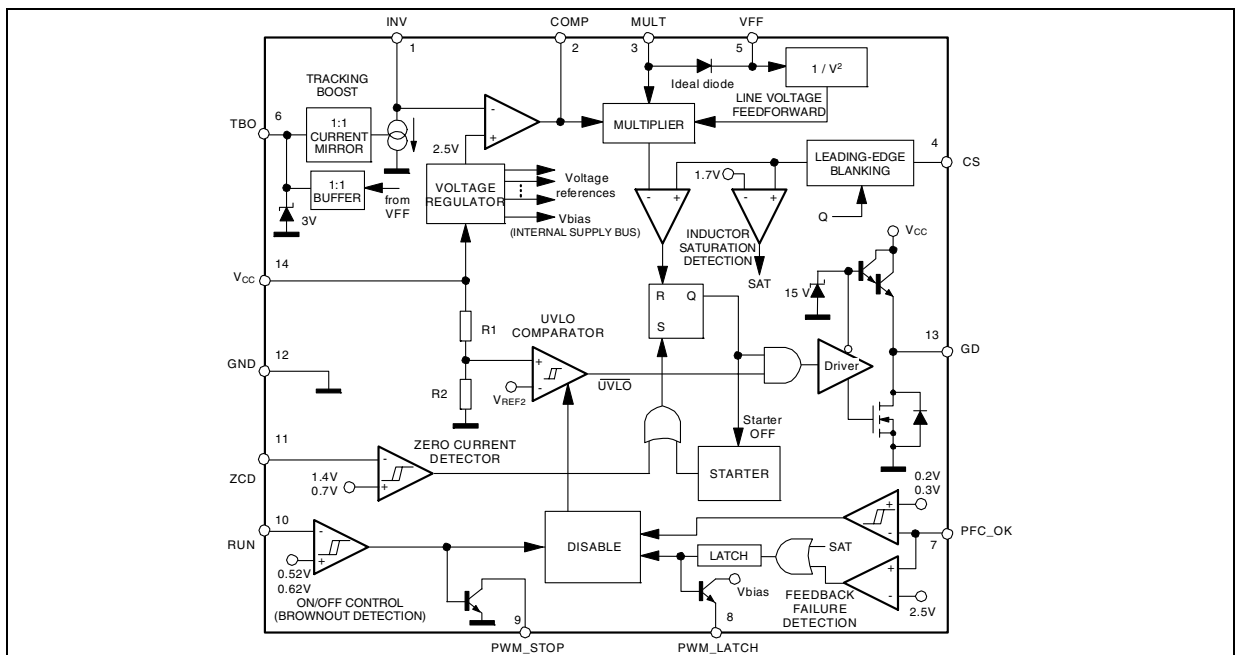 INV
COMP
MULT
VFF
1
2
3
5
Ideal diode
1 / V²
TRACKING
BOOST
LINE VOLTAGE
FEEDFORWARD
TBO
6
1:1
CURRENT
MIRROR
-
+
MULTIPLIER
4
CS
2.5V
LEADING-EDGE
BLANKING
1:1
BUFFER
from
VFF
3V
VOLTAGE
REGULATOR
Voltage
references
Vbias
(INTERNAL SUPPLY BUS)
1.7V
-
+
-
+
Q
INDUCTOR
SATURATION
DETECTION
SAT
VCC
VCC
14
15 V
R
Q
S
R1
UVLO
COMPARATOR
GND
12
13
GD
+
-
VREF2
UVLO
Driver
R2
Starter
OFF
11
ZCD
ZERO CURRENT
DETECTOR
-
+
1.4V
0.7V
STARTER
0.2V
0.3V
+
-
10
RUN
-
+
0.52V
0.62V
DISABLE
PFC_OK
7
LATCH
SAT
+
-
2.5V
ON/OFF CONTROL
(BROWNOUT DETECTION)
Vbias
FEEDBACK
FAILURE
DETECTION
9
8
PWM_STOP
PWM_LATCH